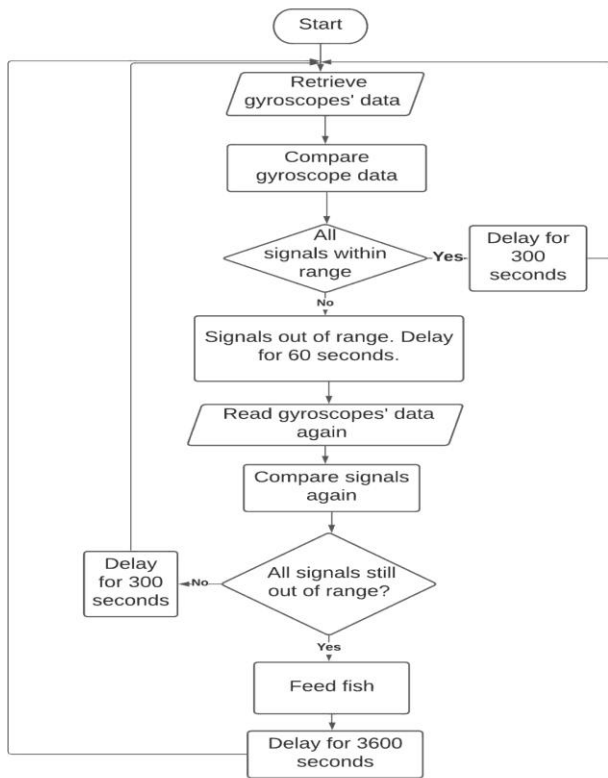 Start
Retrieve
gyroscopes' data
Compare
gyroscope data
All
signals within
range
Yes
Delay for
300
seconds
No
Signals out of range. Delay
for 60 seconds.
Read gyroscopes' data
again
Compare signals
again
All signals still
out of range?
No
Delay
for 300
seconds
Yes
Feed fish
Delay for 3600
seconds